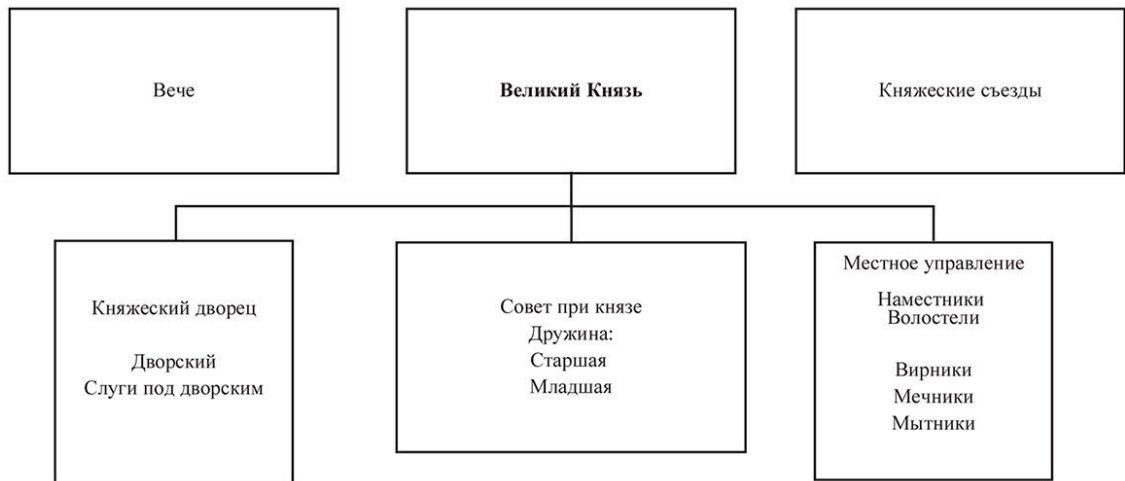 Вече
Великий Князь
Княжеские съезды
Княжеский дворец
Дворский
Слуги под дворским
Совет при князе
Дружина:
Старшая
Младшая
Местное управление
Наместники
Волостели
Вирники
Мечники
Мытники